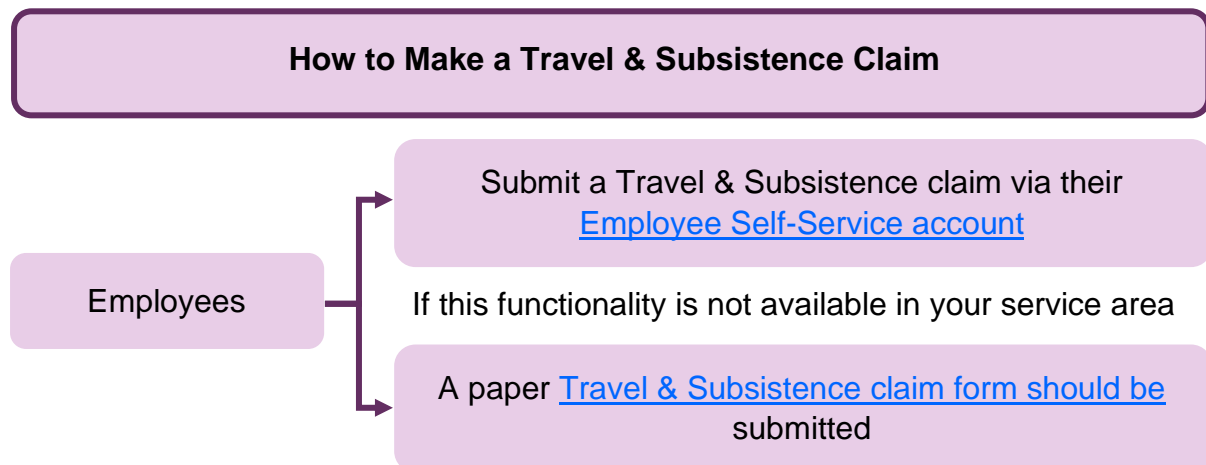 How to Make a Travel & Subsistence Claim
Submit a Travel & Subsistence claim via their
Employee Self-Service account
Employees
If this functionality is not available in your service area
A paper Travel & Subsistence claim form should be
submitted